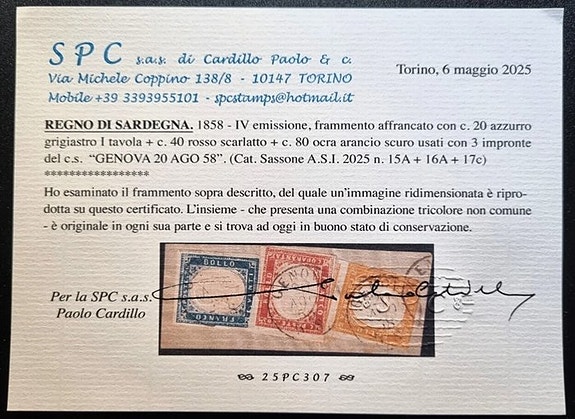 SPC s.a.s. di Cardillo Paolo & c.
Via Michele Coppino 138/8 - 10147 TORINO
Mobile +39 3393955101 - spcstamps@hotmail.it
Torino, 6 maggio 2025
REGNO DI SARDEGNA. 1858 - IV emissione, frammento affrancato con c. 20 azzurro
grigiastro I tavola + c. 40 rosso scarlatto + c. 80 ocra arancio scuro usati con 3 impronte
del c.s. “GENOVA 20 AGO 58”. (Cat. Sassone A.S.I. 2025 n. 15A + 16A + 17c)
*****************
Ho esaminato il frammento sopra descritto, del quale un'immagine ridimensionata è ripro-
dotta su questo certificato. L'insieme - che presenta una combinazione tricolore non comune
- è originale in ogni sua parte e si trova ad oggi in buono stato di conservazione.
Per la SPC s.a.s.
Paolo Cardillo
BOLLO
FRANCO
C.QUARANTA
GENOVA
25PC307